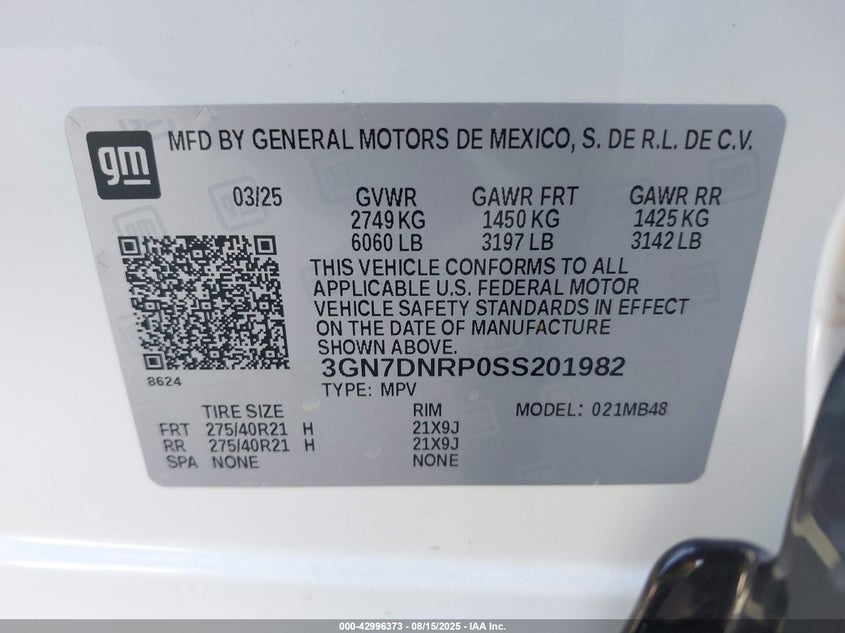 gm
MFD BY GENERAL MOTORS DE MEXICO, S. DE R.L. DE C.V.
03/25 GVWR GAWR FRT GAWR RR
2749 KG 1450 KG 1425 KG
6060 LB 3197 LB 3142 LB
THIS VEHICLE CONFORMS TO ALL
APPLICABLE U.S. FEDERAL MOTOR
VEHICLE SAFETY STANDARDS IN EFFECT
ON THE DATE OF MANUFACTURE
SHOWN ABOVE.
3GN7DNRP0SS201982
8624
TYPE: MPV
TIRE SIZE RIM MODEL: 021MB48
FRT 275/40R21 H 21X9J
RR 275/40R21 H 21X9J
SPA NONE NONE
000-42996373 - 08/15/2025 - IAA Inc.